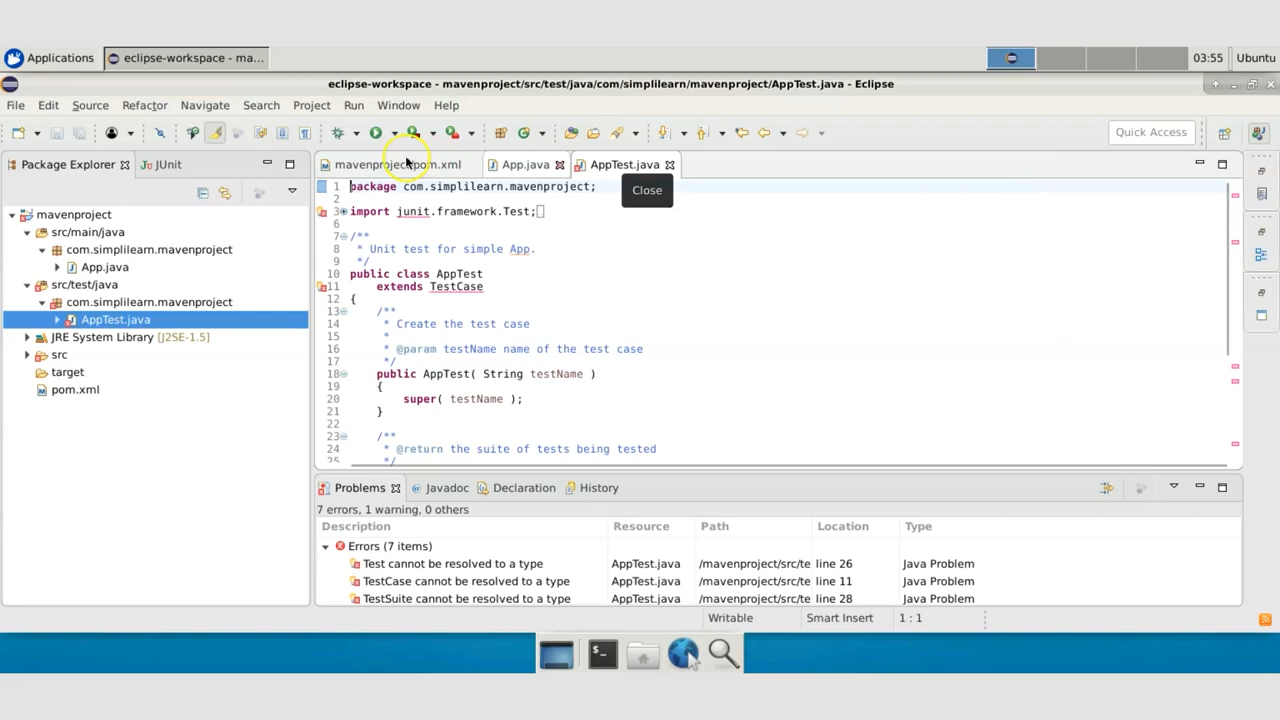 Applications eclipse-workspace - ma... 03:55 Ubuntu
eclipse-workspace - mavenproject/src/test/java/com/simplilearn/mavenproject/AppTest.java - Eclipse
File Edit Source Refactor Navigate Search Project Run Window Help
Quick Access
Package Explorer JUnit mavenproject/pom.xml App.java AppTest.java
Close
mavenproject
src/main/java
com.simplilearn.mavenproject
App.java
src/test/java
com.simplilearn.mavenproject
AppTest.java
JRE System Library [J2SE-1.5]
src
target
pom.xml
1 package com.simplilearn.mavenproject;
2
3 import junit.framework.Test;
6
7 /**
8 * Unit test for simple App.
9 */
10 public class AppTest
11 extends TestCase
12 {
13 /**
14 * Create the test case
15 *
16 * @param testName name of the test case
17 */
18 public AppTest( String testName )
19 {
20 super( testName );
21 }
22
23 /**
24 * @return the suite of tests being tested
25 */
Problems Javadoc Declaration History
7 errors, 1 warning, 0 others
Description Resource Path Location Type
Errors (7 items)
Test cannot be resolved to a type AppTest.java /mavenproject/src/te line 26 Java Problem
TestCase cannot be resolved to a type AppTest.java /mavenproject/src/te line 11 Java Problem
TestSuite cannot be resolved to a type AppTest.java /mavenproject/src/te line 28 Java Problem
Writable Smart Insert 1 : 1